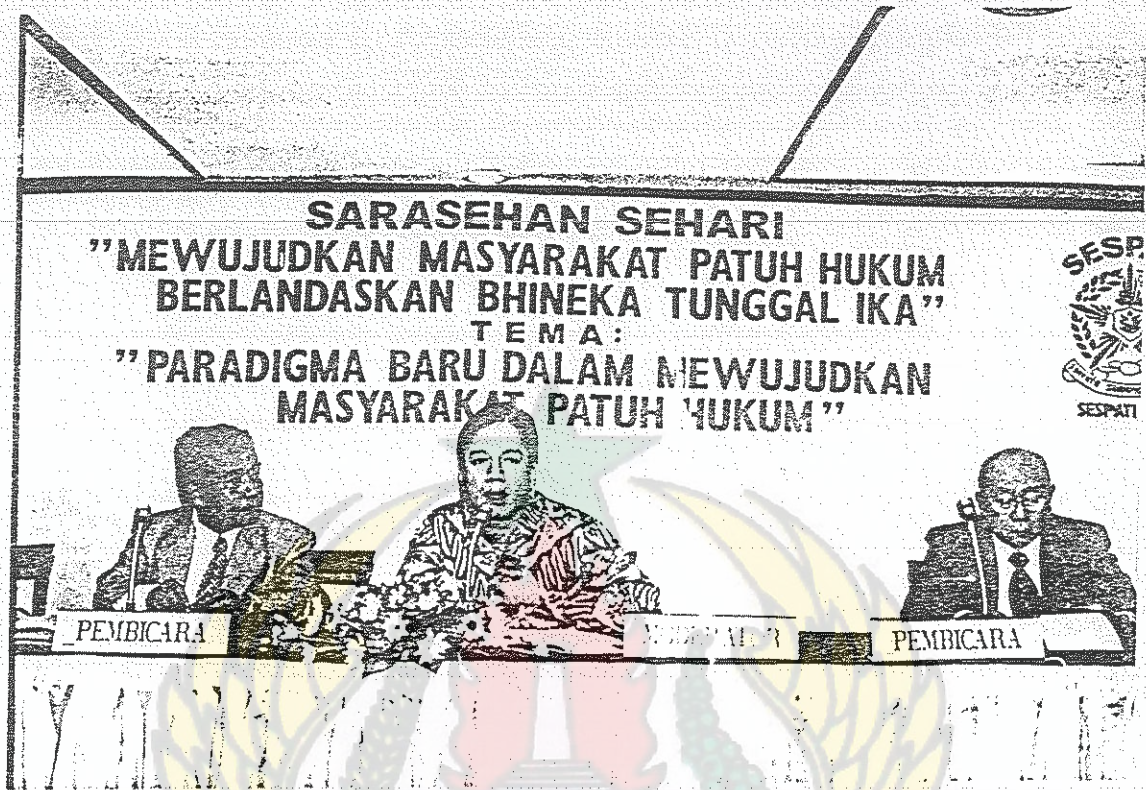 SARASEHAN SEHARI
"MEWUJUDKAN MASYARAKAT PATUH HUKUM
BERLANDASKAN BHINEKA TUNGGAL IKA"
TEMA:
"PARADIGMA BARU DALAM MEWUJUDKAN
MASYARAKAT PATUH HUKUM"
SESP
SESPATI
PEMBICARA
PEMBICARA